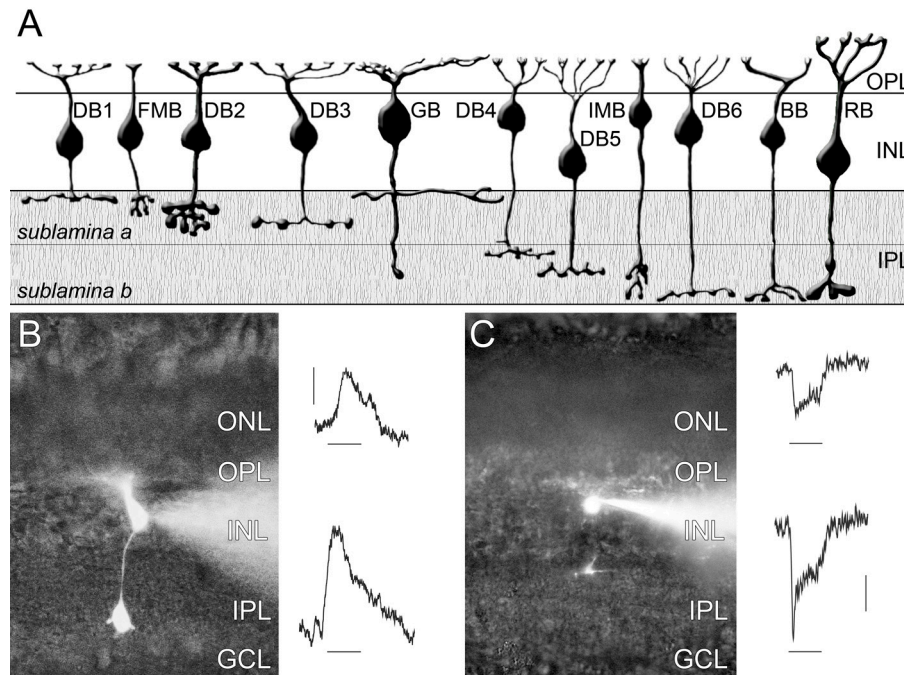 A
OPL
DB1
FMB
DB2
DB3
GB
DB4
DB5
IMB
DB6
BB
RB
INL
sublamina a
IPL
sublamina b
B
ONL
OPL
INL
IPL
GCL
C
ONL
OPL
INL
IPL
GCL